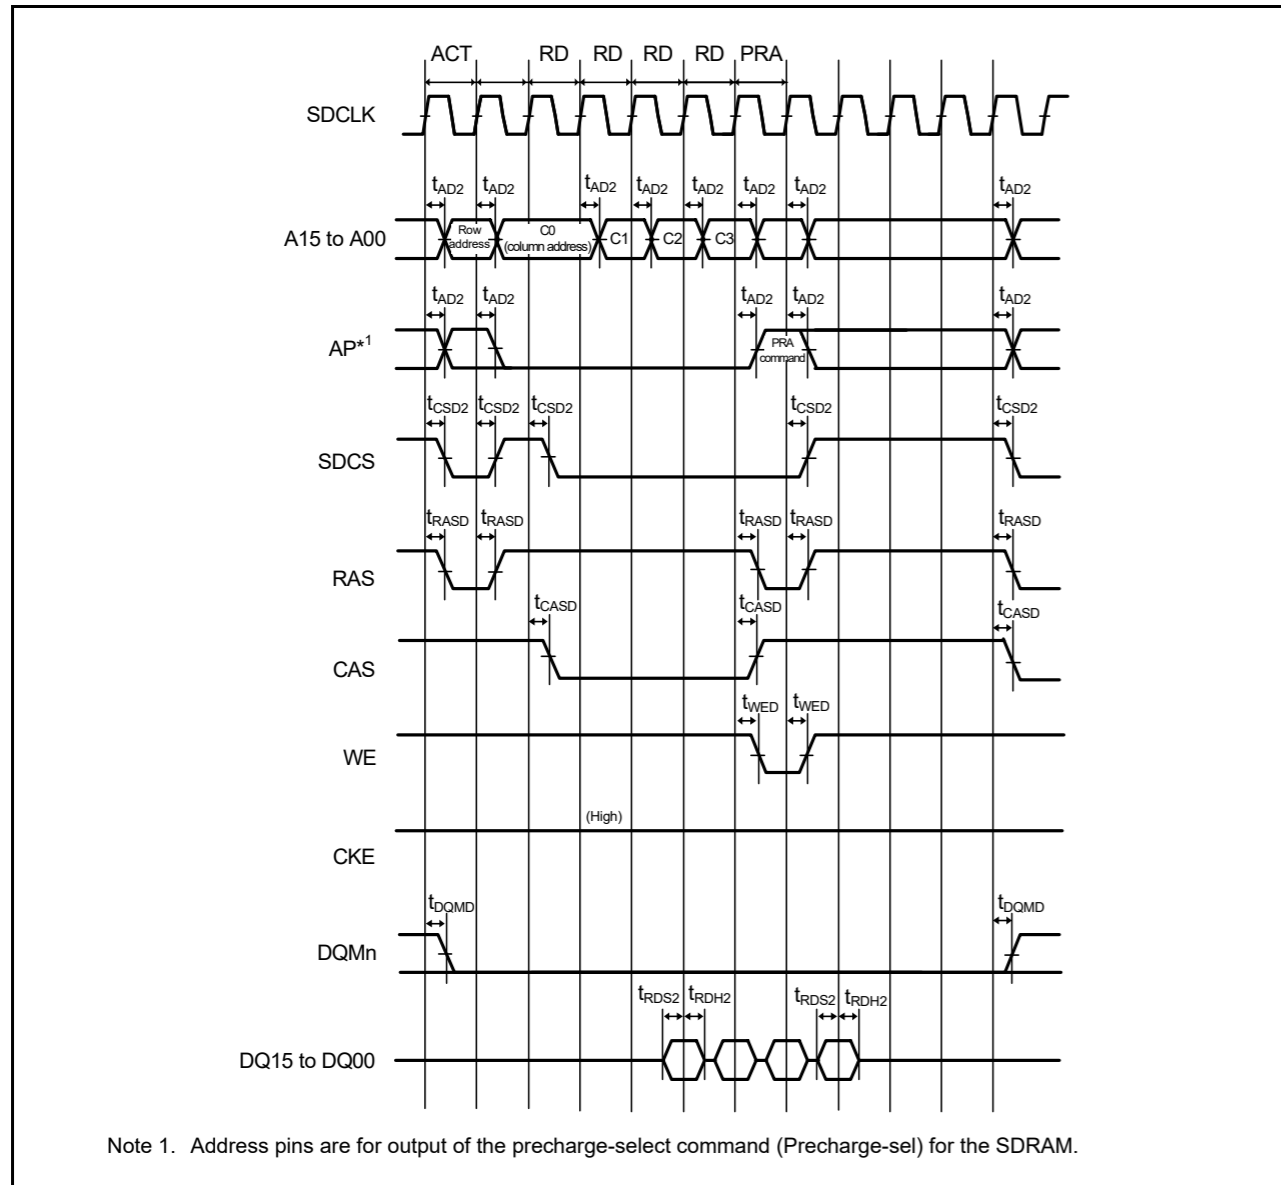 ACT RD RD RD RD PRA
SDCLK
tAD2 tAD2 tAD2 tAD2 tAD2 tAD2 tAD2 tAD2
A15 to A00
Row
address
C0
(column address)
C1 C2 C3
tAD2 tAD2 tAD2 tAD2 tAD2
AP*1
PRA
command
tCSD2 tCSD2 tCSD2 tCSD2 tCSD2
SDCS
tRASD tRASD tRASD tRASD tRASD
RAS
tCASD tCASD tCASD
CAS
tWED tWED
WE
(High)
CKE
tDQMD tDQMD
DQMn
tRDS2 tRDH2 tRDS2 tRDH2
DQ15 to DQ00
Note 1. Address pins are for output of the precharge-select command (Precharge-sel) for the SDRAM.